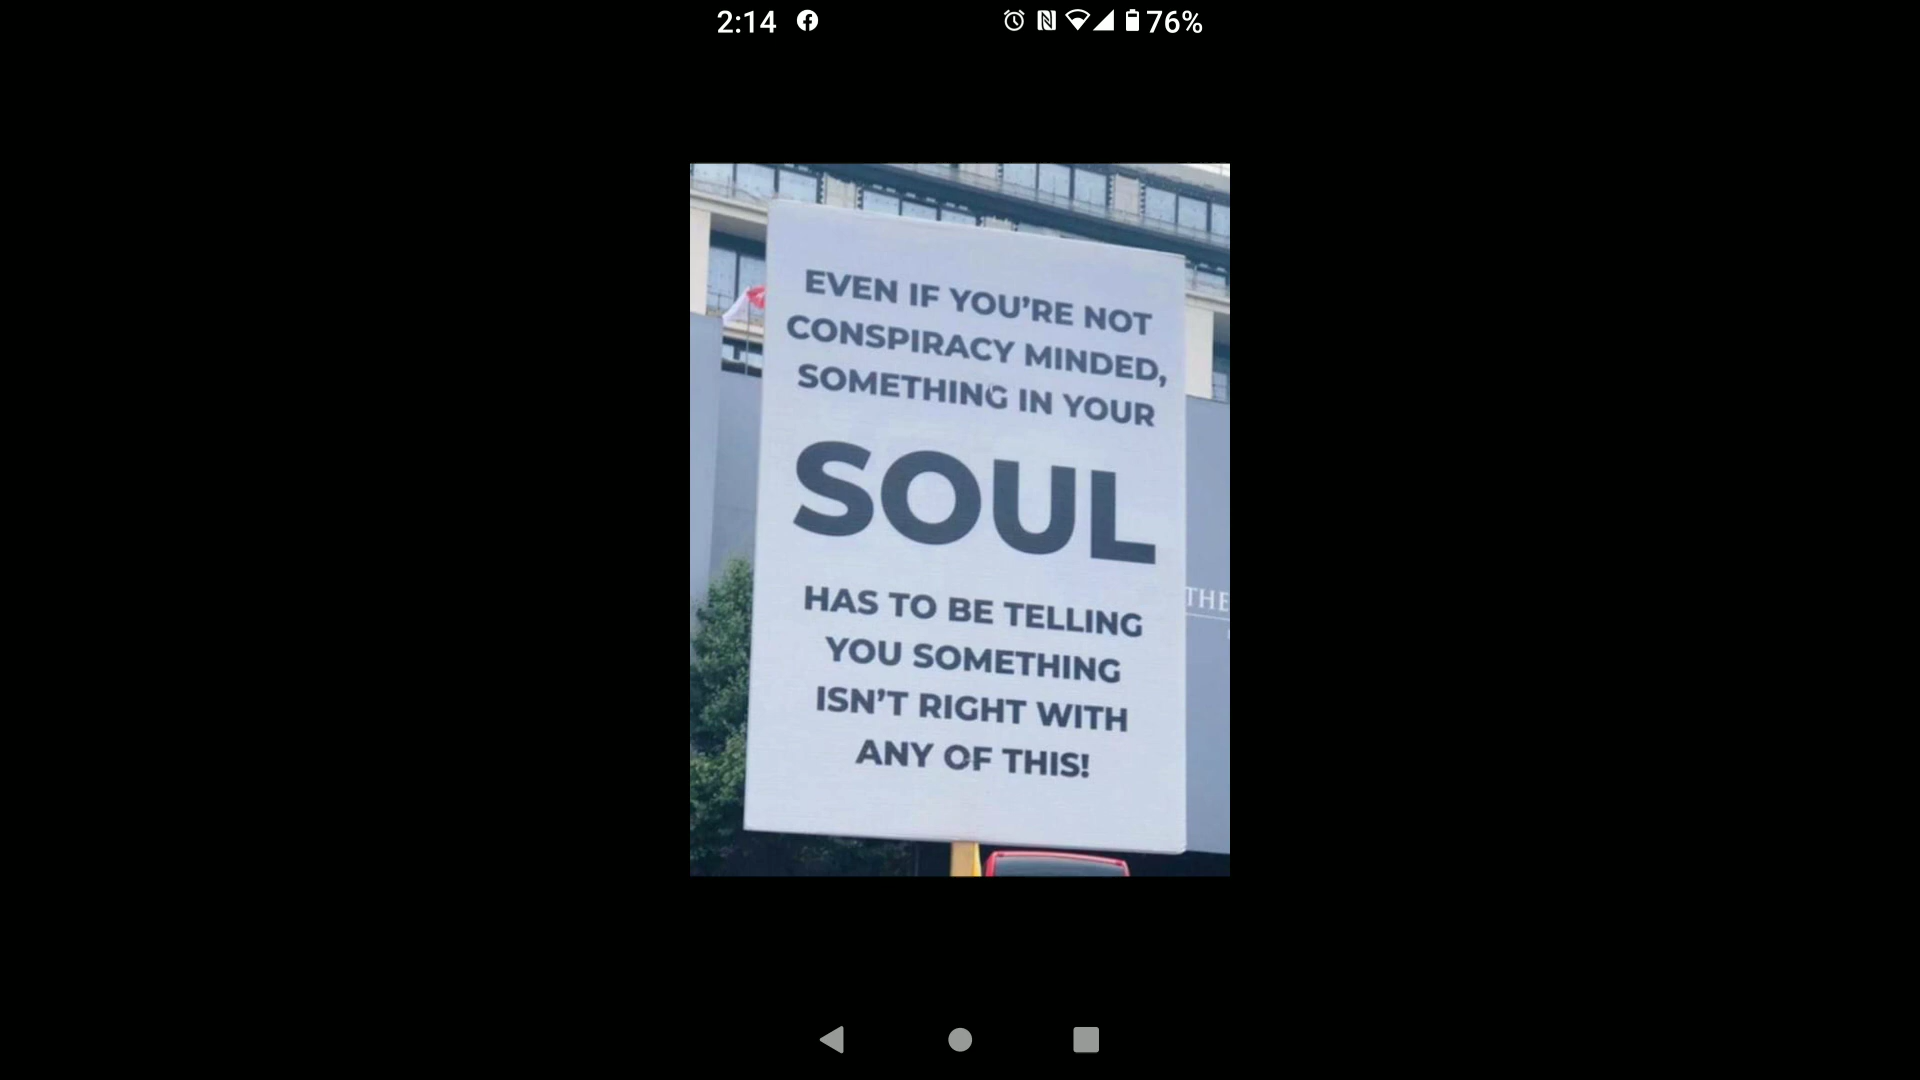 2:14
76%
EVEN IF YOU'RE NOT
CONSPIRACY MINDED,
SOMETHING IN YOUR
SOUL
HAS TO BE TELLING
YOU SOMETHING
ISN'T RIGHT WITH
ANY OF THIS!
THE